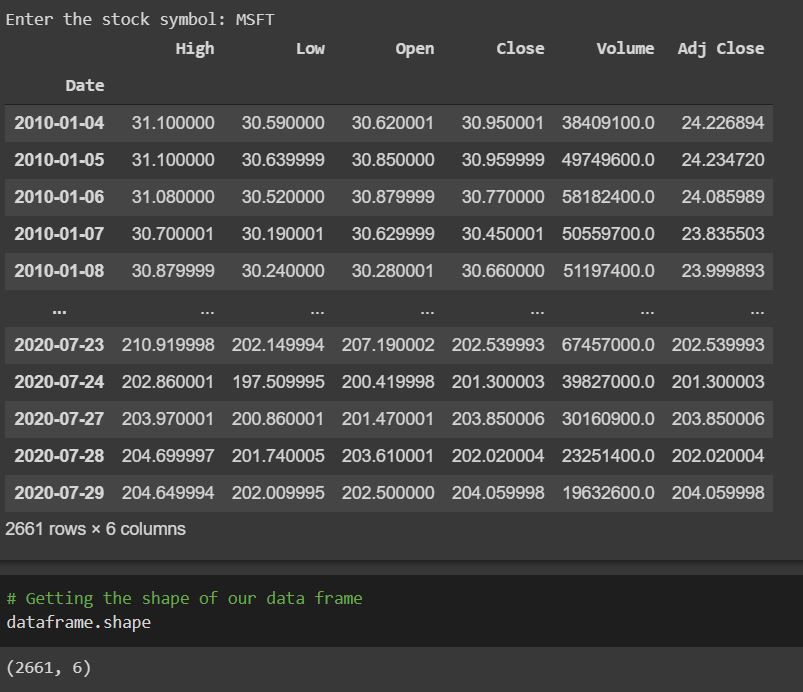 Enter the stock symbol: MSFT
High Low Open Close Volume Adj Close
Date
2010-01-04 31.100000 30.590000 30.620001 30.950001 38409100.0 24.226894
2010-01-05 31.100000 30.639999 30.850000 30.959999 49749600.0 24.234720
2010-01-06 31.080000 30.520000 30.879999 30.770000 58182400.0 24.085989
2010-01-07 30.700001 30.190001 30.629999 30.450001 50559700.0 23.835503
2010-01-08 30.879999 30.240000 30.280001 30.660000 51197400.0 23.999893
... ... ... ... ... ... ...
2020-07-23 210.919998 202.149994 207.190002 202.539993 67457000.0 202.539993
2020-07-24 202.860001 197.509995 200.419998 201.300003 39827000.0 201.300003
2020-07-27 203.970001 200.860001 201.470001 203.850006 30160900.0 203.850006
2020-07-28 204.699997 201.740005 203.610001 202.020004 23251400.0 202.020004
2020-07-29 204.649994 202.009995 202.500000 204.059998 19632600.0 204.059998
2661 rows × 6 columns
# Getting the shape of our data frame
dataframe.shape
(2661, 6)